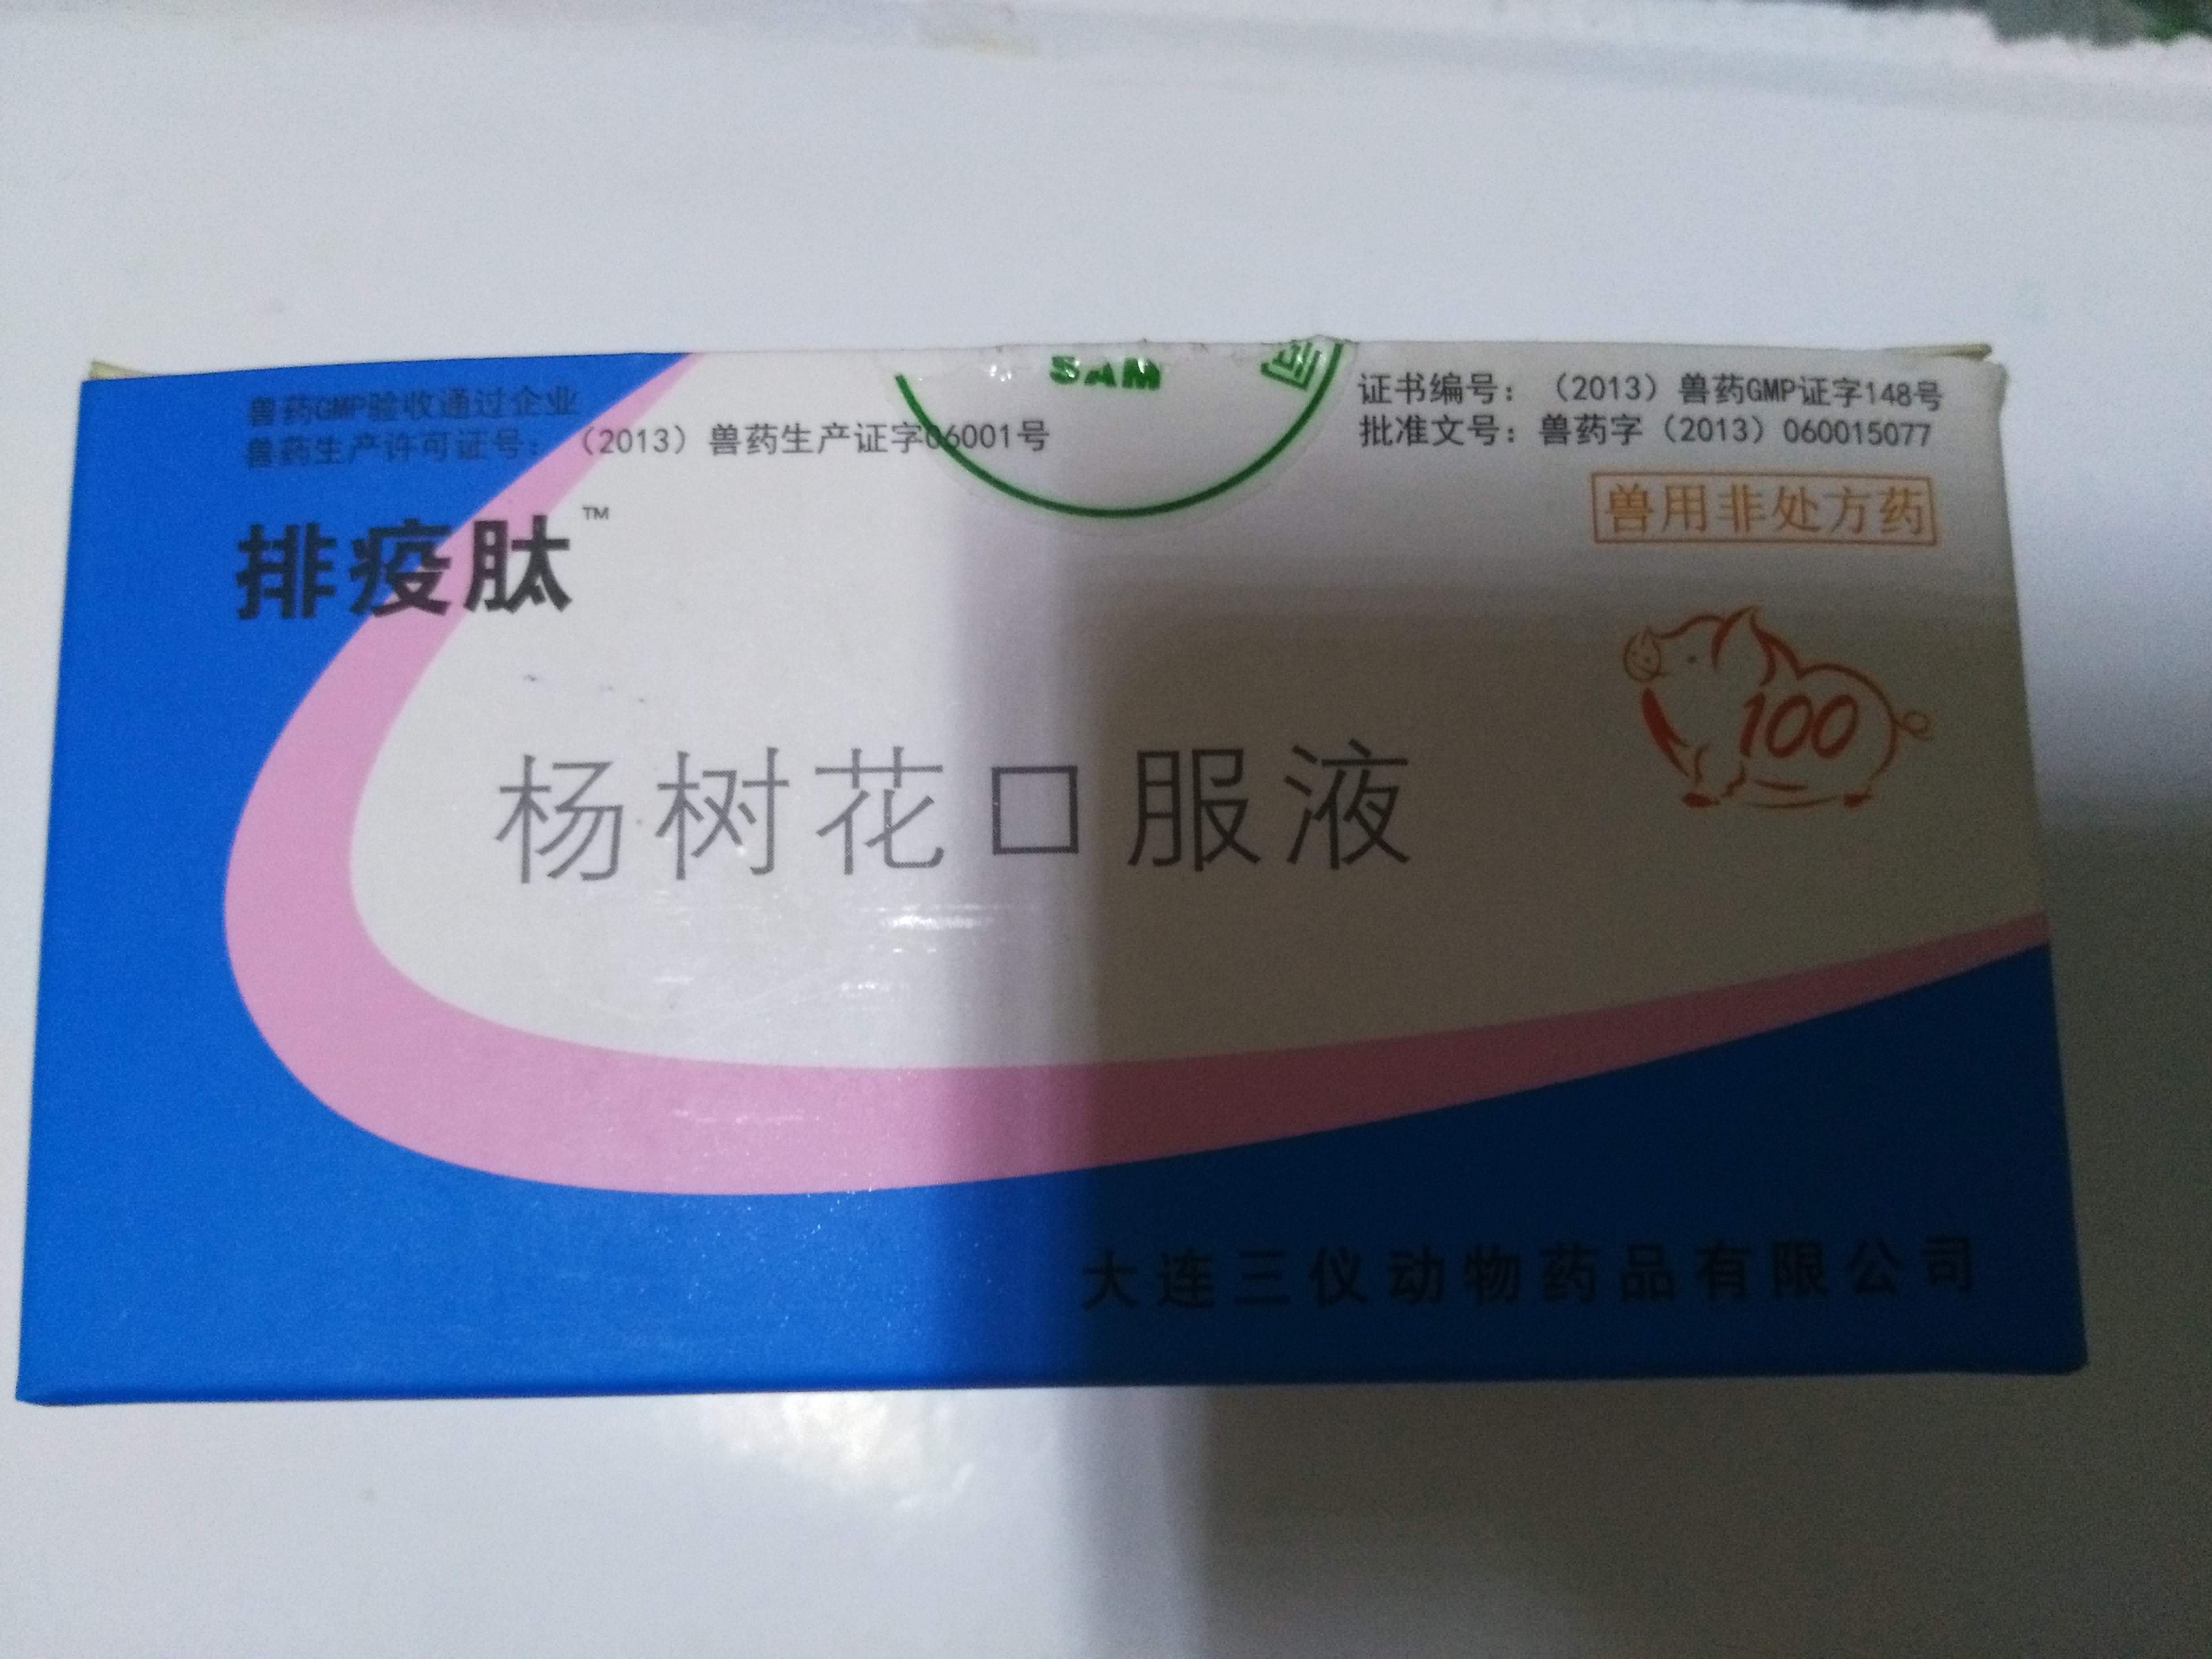 SAM
兽药GMP验收通过企业
兽药生产许可证号：（2013）兽药生产证字06001号
证书编号：（2013）兽药GMP证字148号
批准文号：兽药字（2013）060015077
兽用非处方药
排疫肽™
100
杨树花口服液
大连三仪动物药品有限公司